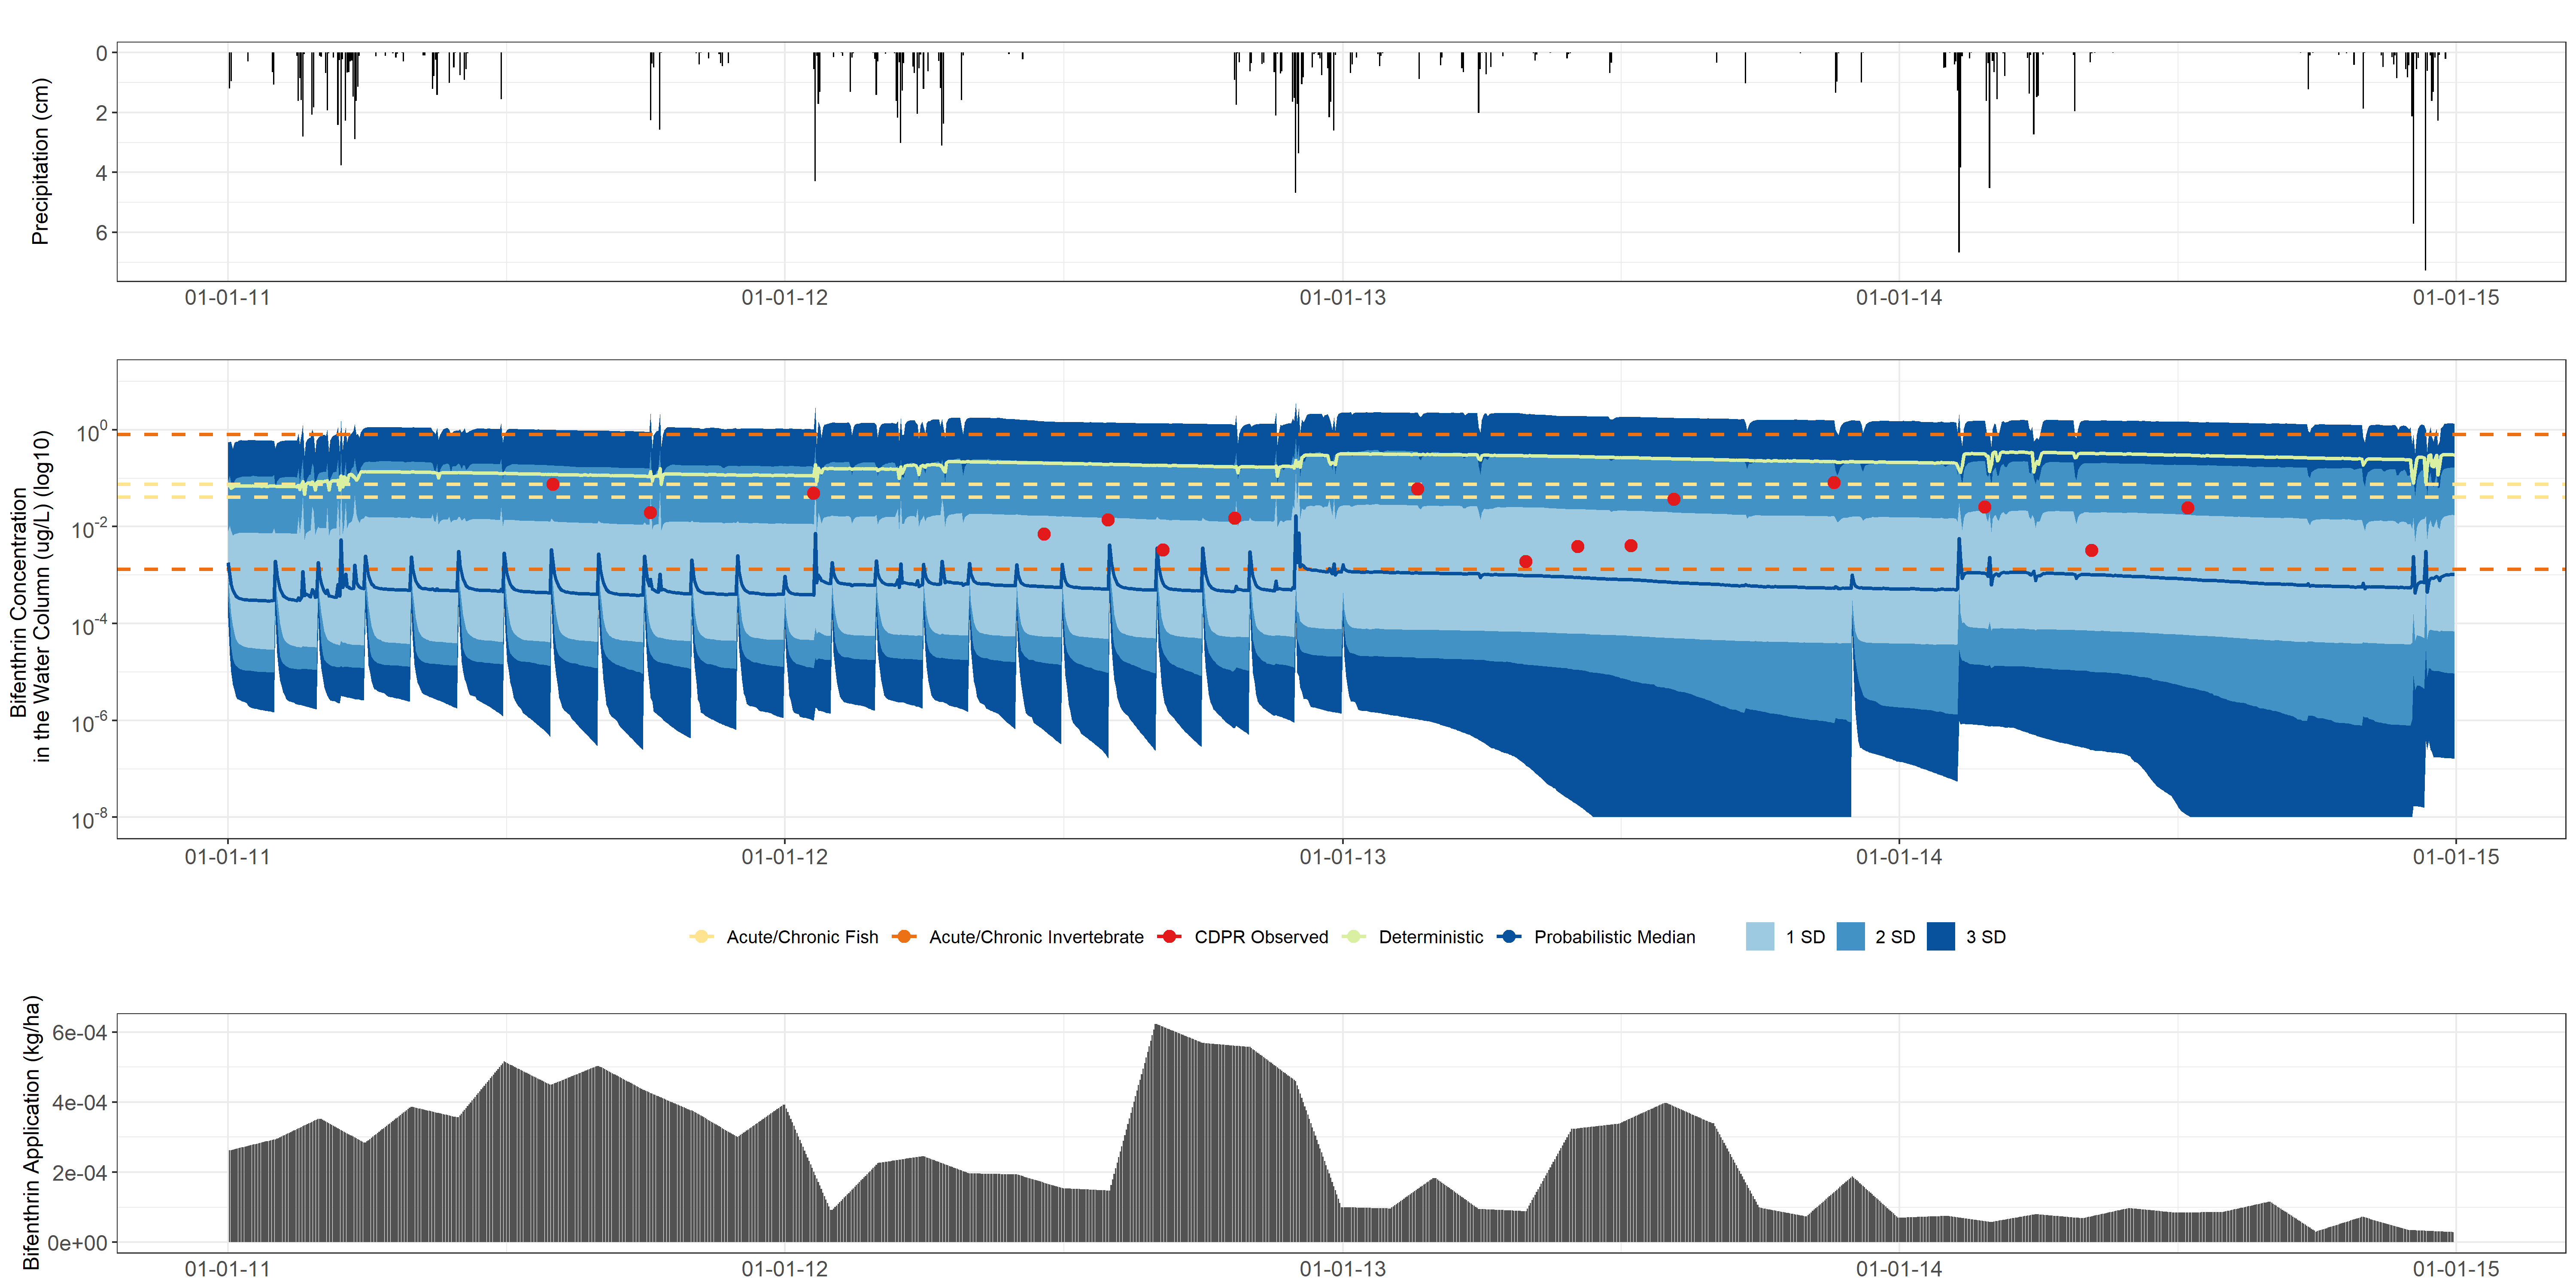 Precipitation (cm)
0
2
4
6
01-01-11 01-01-12 01-01-13 01-01-14 01-01-15
Bifenthrin Concentration
in the Water Column (ug/L) (log10)
10^0
10^-2
10^-4
10^-6
10^-8
01-01-11 01-01-12 01-01-13 01-01-14 01-01-15
Acute/Chronic Fish Acute/Chronic Invertebrate CDPR Observed Deterministic Probabilistic Median 1 SD 2 SD 3 SD
Bifenthrin Application (kg/ha)
6e-04
4e-04
2e-04
0e+00
01-01-11 01-01-12 01-01-13 01-01-14 01-01-15